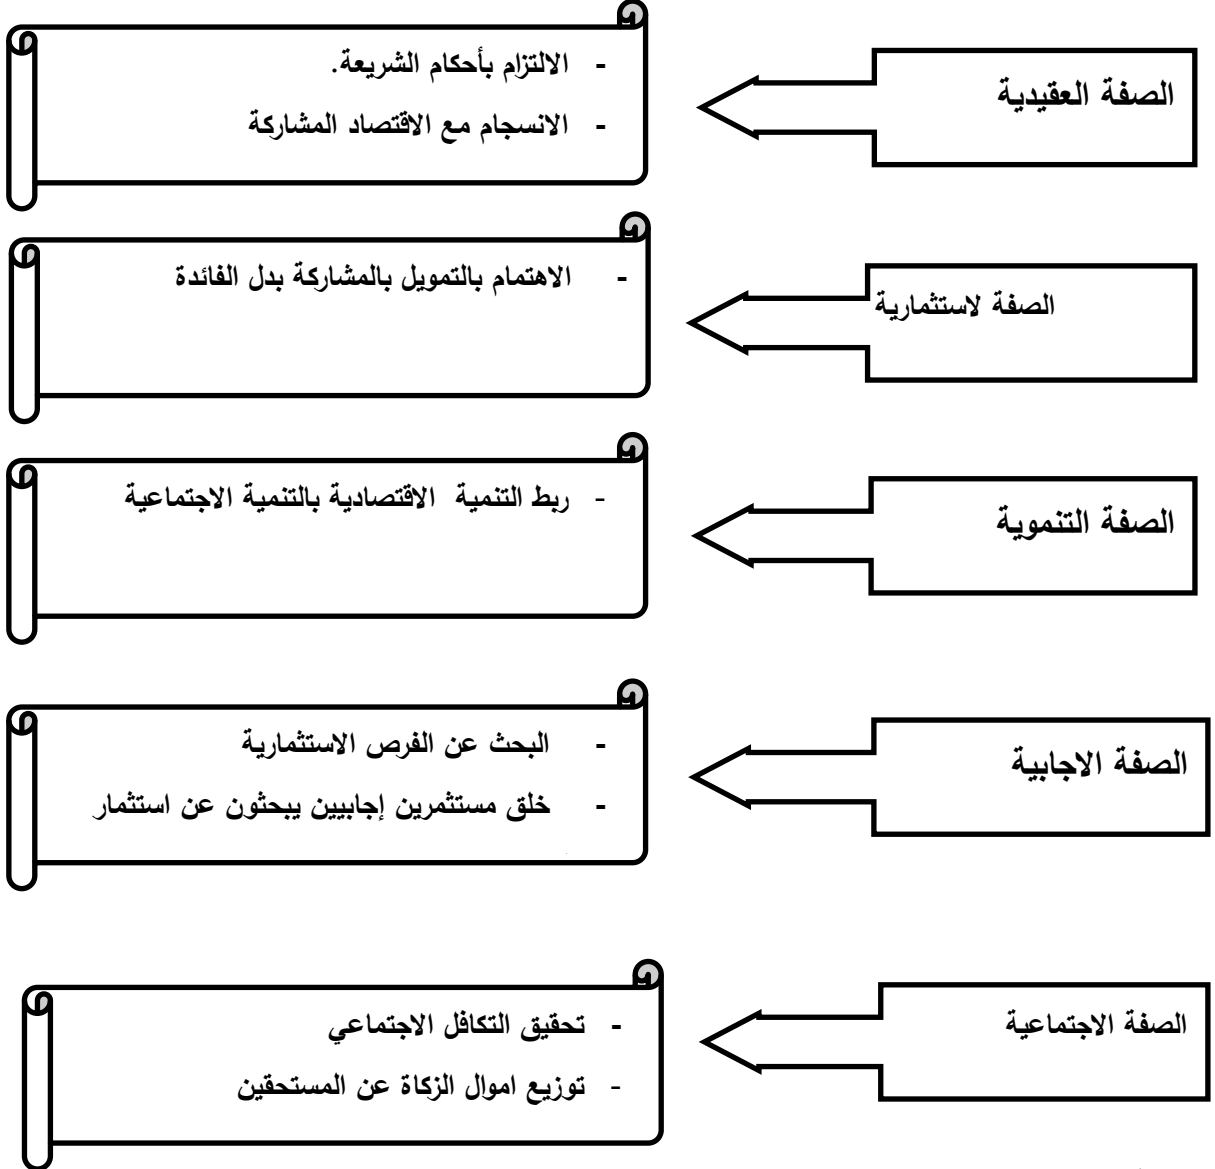 الصفة العقيدية
- الالتزام بأحكام الشريعة.
- الانسجام مع الاقتصاد المشاركة
الصفة لاستثمارية
- الاهتمام بالتمويل بالمشاركة بدل الفائدة
الصفة التنموية
- ربط التنمية الاقتصادية بالتنمية الاجتماعية
الصفة الاجابية
- البحث عن الفرص الاستثمارية
- خلق مستثمرين إجابيين يبحثون عن استثمار
الصفة الاجتماعية
- تحقيق التكافل الاجتماعي
- توزيع اموال الزكاة عن المستحقين